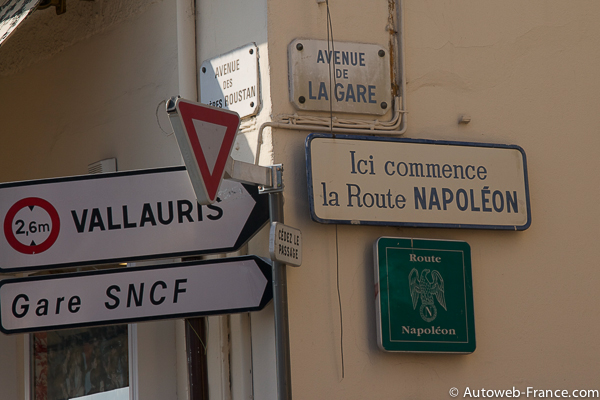 AVENUE
DES
FRÈRES ROUSTAN
AVENUE
DE
LA GARE
Ici commence
la Route NAPOLÉON
2,6m VALLAURIS
CÉDEZ LE
PASSAGE
Gare SNCF
Route
N
Napoléon
© Autoweb-France.com